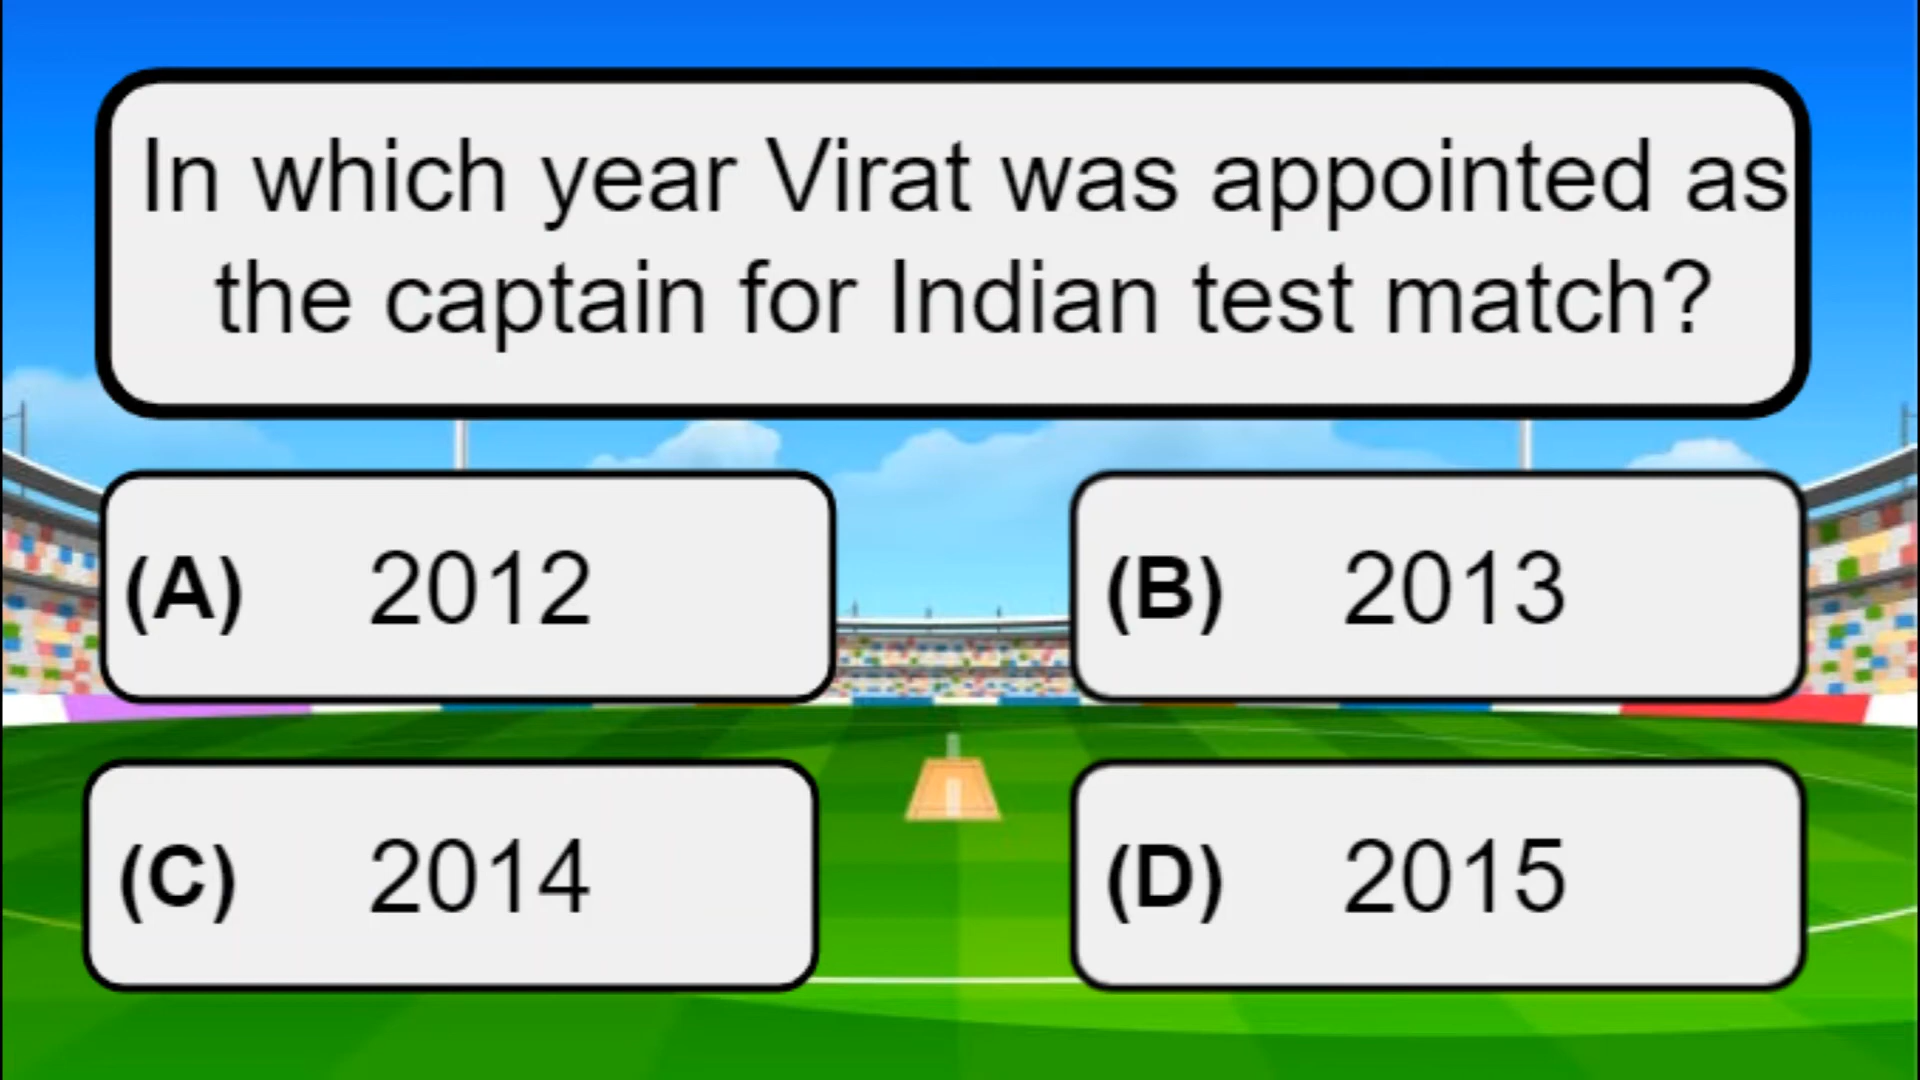 In which year Virat was appointed as
the captain for Indian test match?
(A) 2012
(B) 2013
(C) 2014
(D) 2015